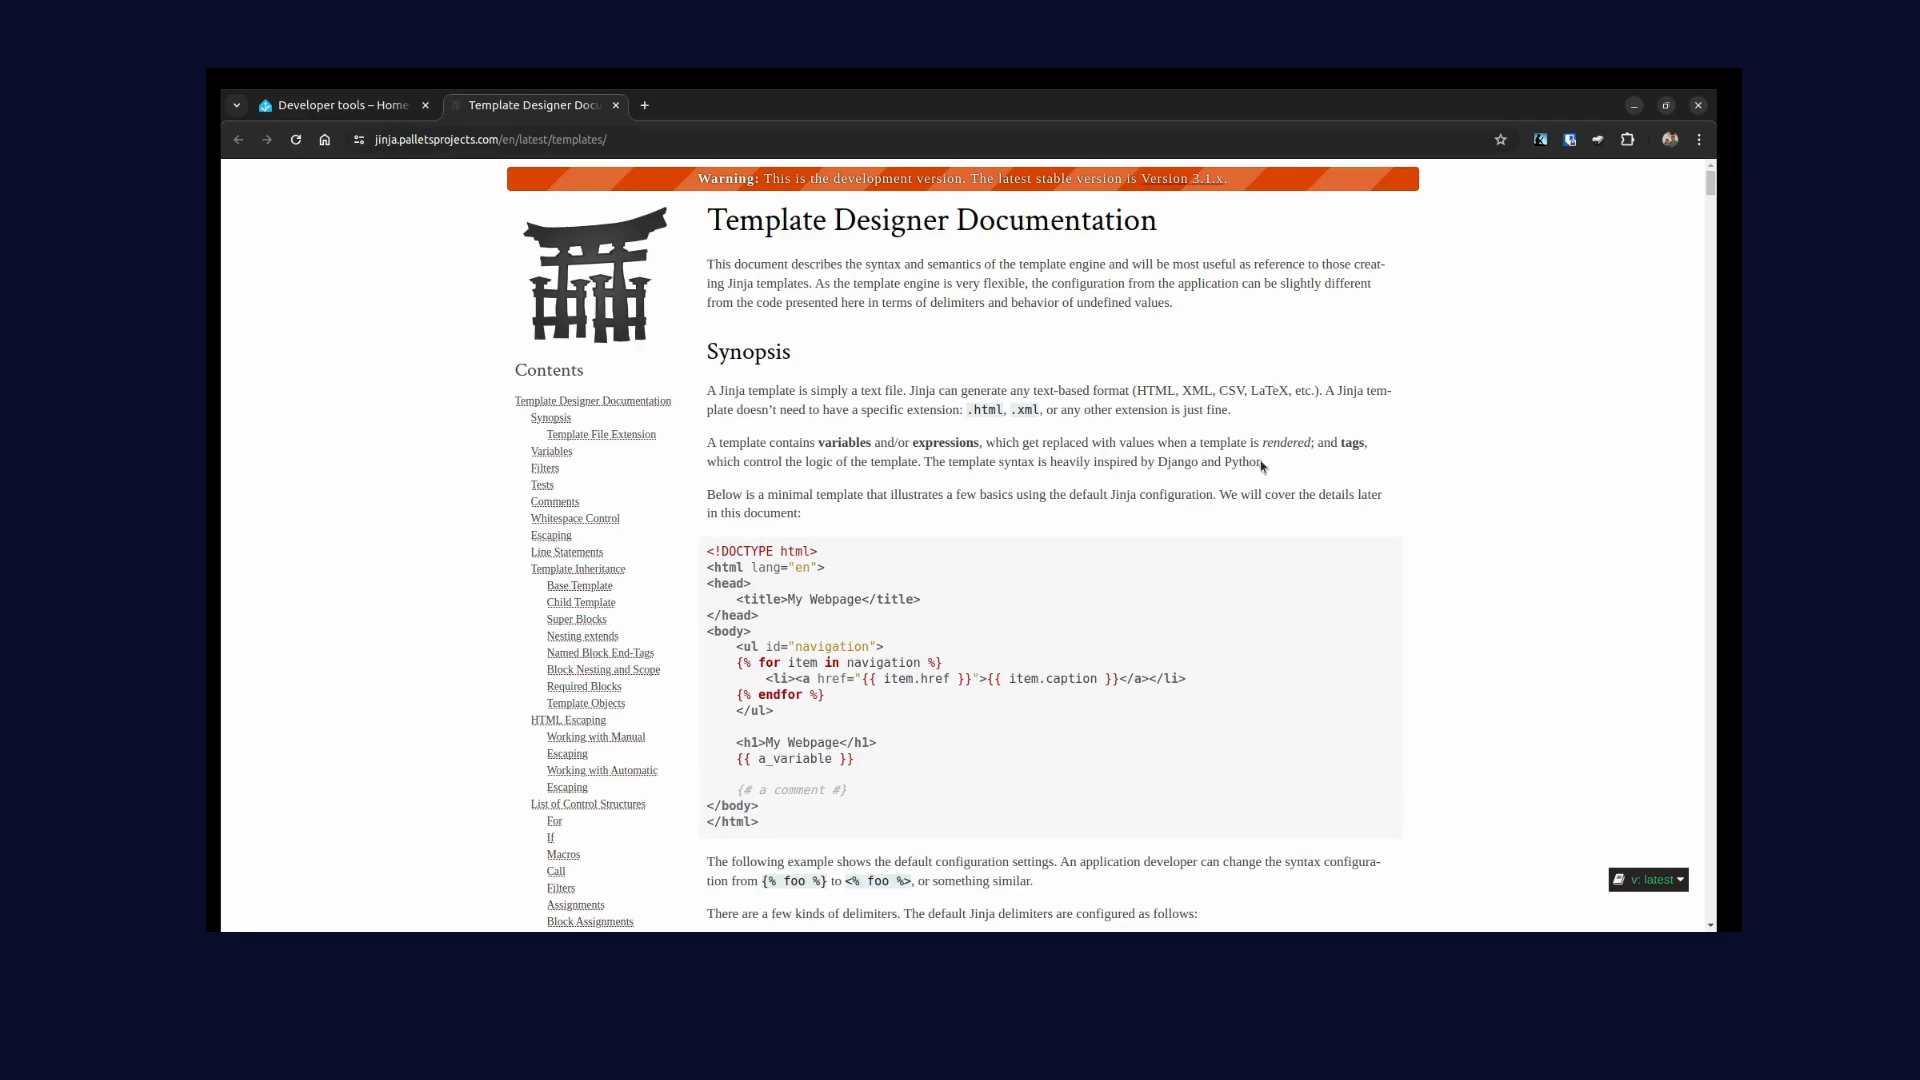 Developer tools – Home
Template Designer Docu
jinja.palletsprojects.com/en/latest/templates/
Warning: This is the development version. The latest stable version is Version 3.1.x.
Template Designer Documentation
This document describes the syntax and semantics of the template engine and will be most useful as reference to those creat-
ing Jinja templates. As the template engine is very flexible, the configuration from the application can be slightly different
from the code presented here in terms of delimiters and behavior of undefined values.
Synopsis
A Jinja template is simply a text file. Jinja can generate any text-based format (HTML, XML, CSV, LaTeX, etc.). A Jinja tem-
plate doesn’t need to have a specific extension: .html, .xml, or any other extension is just fine.
A template contains variables and/or expressions, which get replaced with values when a template is rendered; and tags,
which control the logic of the template. The template syntax is heavily inspired by Django and Python.
Below is a minimal template that illustrates a few basics using the default Jinja configuration. We will cover the details later
in this document:
<!DOCTYPE html>
<html lang="en">
<head>
    <title>My Webpage</title>
</head>
<body>
    <ul id="navigation">
    {% for item in navigation %}
        <li><a href="{{ item.href }}">{{ item.caption }}</a></li>
    {% endfor %}
    </ul>
    <h1>My Webpage</h1>
    {{ a_variable }}
    {# a comment #}
</body>
</html>
The following example shows the default configuration settings. An application developer can change the syntax configura-
tion from {% foo %} to <% foo %>, or something similar.
There are a few kinds of delimiters. The default Jinja delimiters are configured as follows:
Contents
Template Designer Documentation
Synopsis
Template File Extension
Variables
Filters
Tests
Comments
Whitespace Control
Escaping
Line Statements
Template Inheritance
Base Template
Child Template
Super Blocks
Nesting extends
Named Block End-Tags
Block Nesting and Scope
Required Blocks
Template Objects
HTML Escaping
Working with Manual
Escaping
Working with Automatic
Escaping
List of Control Structures
For
If
Macros
Call
Filters
Assignments
Block Assignments
v: latest